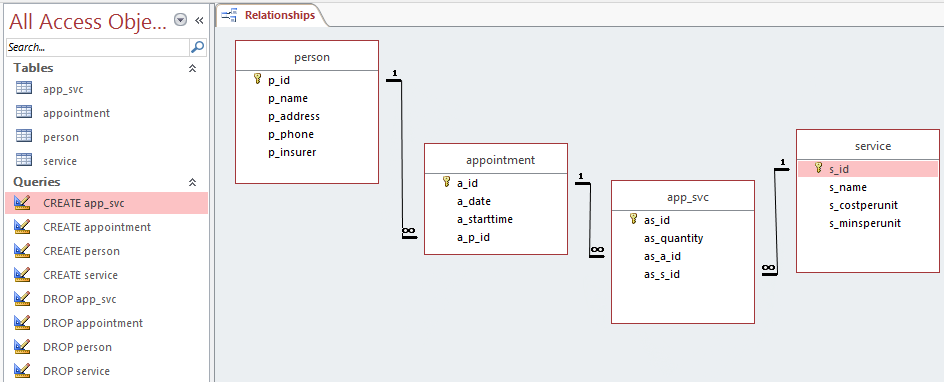 All Access Obje...
Search...
Tables
app_svc
appointment
person
service
Queries
CREATE app_svc
CREATE appointment
CREATE person
CREATE service
DROP app_svc
DROP appointment
DROP person
DROP service
Relationships
person
p_id
p_name
p_address
p_phone
p_insurer
1
∞
appointment
a_id
a_date
a_starttime
a_p_id
1
∞
app_svc
as_id
as_quantity
as_a_id
as_s_id
1
∞
service
s_id
s_name
s_costperunit
s_minsperunit